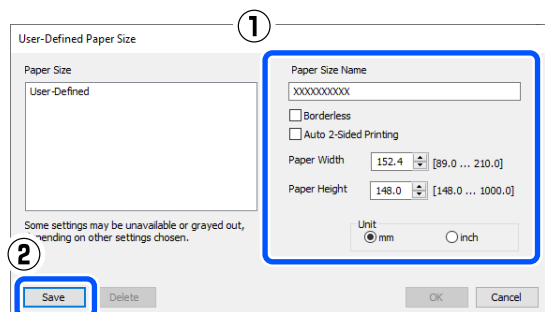 ①
User-Defined Paper Size
Paper Size
User-Defined
Paper Size Name
XXXXXXXXXX
Borderless
Auto 2-Sided Printing
Paper Width 152.4 [89.0 ... 210.0]
Paper Height 148.0 [148.0 ... 1000.0]
Unit
mm inch
Some settings may be unavailable or grayed out,
pending on other settings chosen.
②
Save Delete OK Cancel